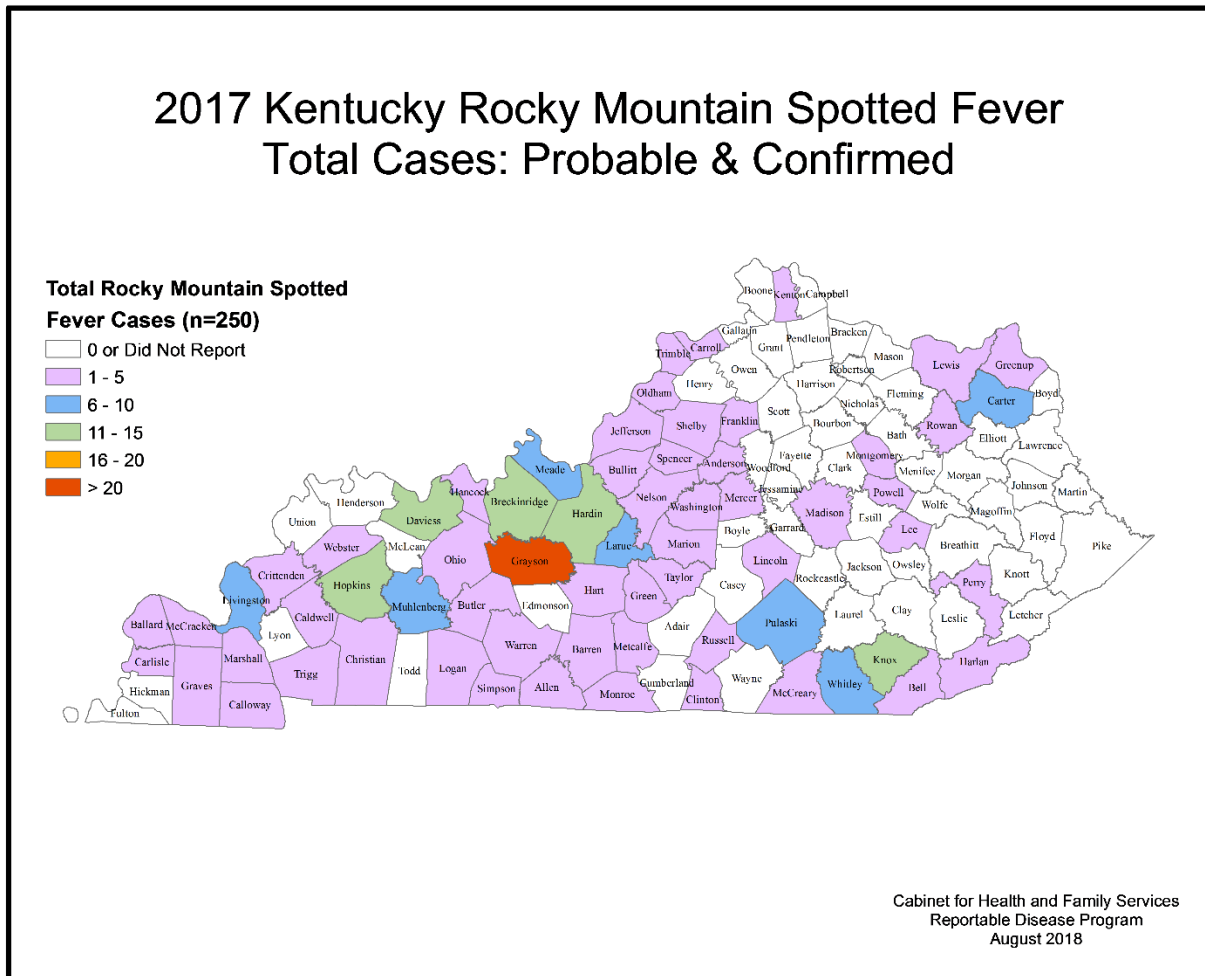 2017 Kentucky Rocky Mountain Spotted Fever
Total Cases: Probable & Confirmed
Total Rocky Mountain Spotted
Fever Cases (n=250)
0 or Did Not Report
1 - 5
6 - 10
11 - 15
16 - 20
> 20
Boone
Kenton
Campbell
Gallatin
Grant
Pendleton
Bracken
Mason
Robertson
Lewis
Greenup
Trimble
Carroll
Owen
Henry
Harrison
Fleming
Carter
Boyd
Oldham
Scott
Nicholas
Rowan
Elliott
Lawrence
Jefferson
Shelby
Franklin
Bourbon
Bath
Spencer
Anderson
Woodford
Fayette
Clark
Montgomery
Menifee
Morgan
Johnson
Martin
Meade
Bullitt
Nelson
Washington
Mercer
Jessamine
Madison
Powell
Estill
Wolfe
Magoffin
Henderson
Union
Hancock
Daviess
Breckinridge
Hardin
Larue
Marion
Boyle
Garrard
Lee
Breathitt
Floyd
Pike
Webster
McLean
Ohio
Grayson
Hart
Green
Taylor
Casey
Lincoln
Rockcastle
Jackson
Owsley
Perry
Knott
Crittenden
Hopkins
Muhlenberg
Butler
Edmonson
Adair
Pulaski
Laurel
Clay
Leslie
Letcher
Livingston
Caldwell
Lyon
Ballard
McCracken
Marshall
Trigg
Christian
Todd
Logan
Warren
Barren
Metcalfe
Russell
Knox
Harlan
Carlisle
Graves
Calloway
Simpson
Allen
Monroe
Cumberland
Clinton
Wayne
McCreary
Whitley
Bell
Hickman
Fulton
Cabinet for Health and Family Services
Reportable Disease Program
August 2018